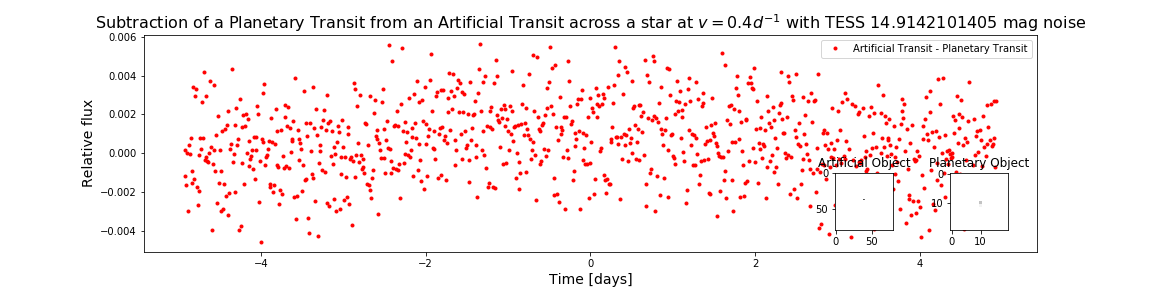 Subtraction of a Planetary Transit from an Artificial Transit across a star at v = 0.4d⁻¹ with TESS 14.9142101405 mag noise
Artificial Transit - Planetary Transit
Relative flux
0.006
0.004
0.002
0.000
−0.002
−0.004
Artificial Object
0
50
0 50
Planetary Object
0
10
0 10
−4 −2 0 2 4
Time [days]